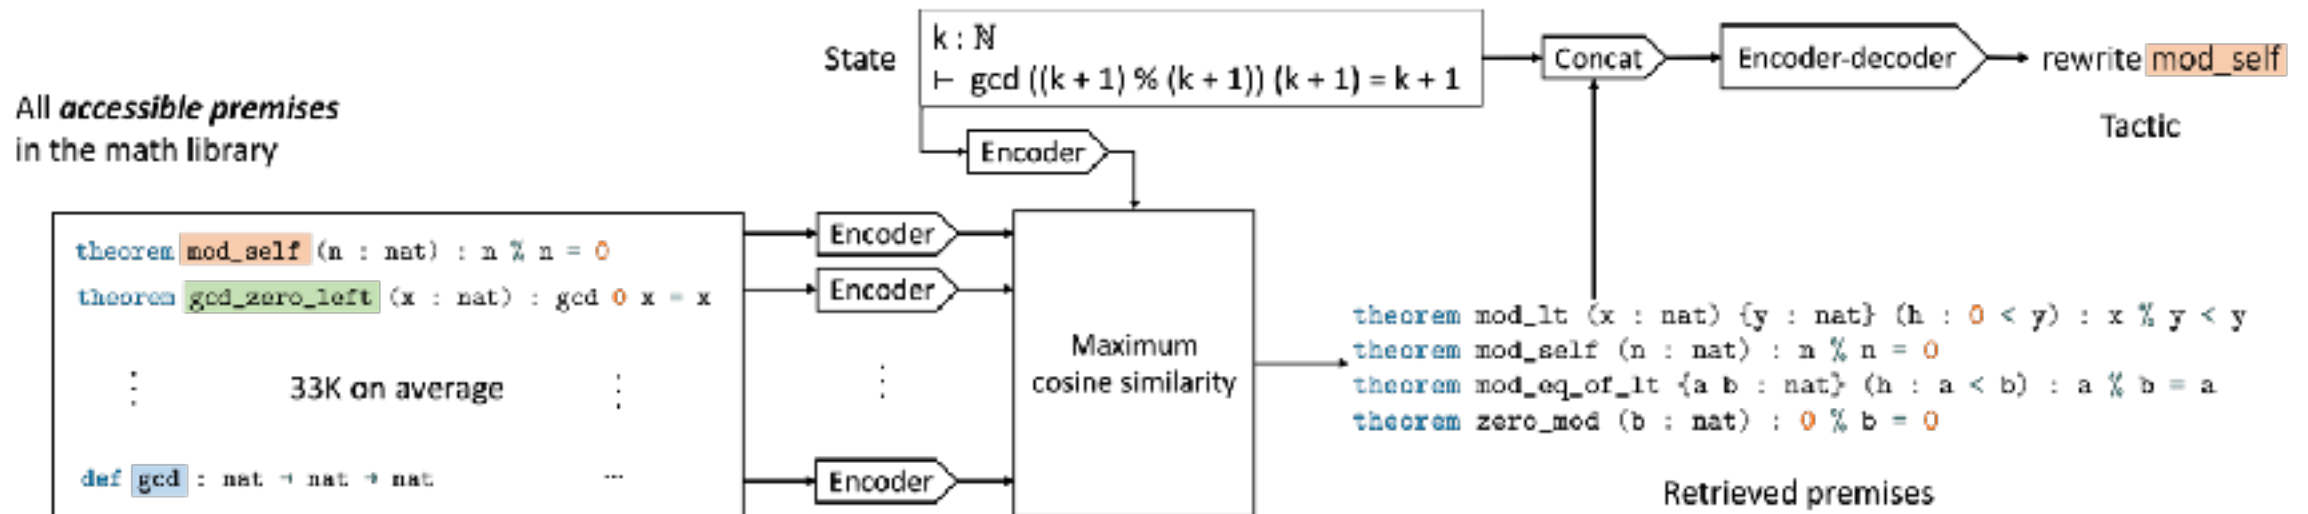 State
k : ℕ
⊢ gcd ((k + 1) % (k + 1)) (k + 1) = k + 1
Concat
Encoder-decoder
rewrite mod_self
Tactic
All accessible premises
in the math library
Encoder
theorem mod_self (n : nat) : n % n = 0
theorem gcd_zero_left (x : nat) : gcd 0 x = x
⋮ 33K on average ⋮
def gcd : nat → nat → nat ...
Encoder
Encoder
⋮
Encoder
Maximum
cosine similarity
theorem mod_lt (x : nat) {y : nat} (h : 0 < y) : x % y < y
theorem mod_self (n : nat) : n % n = 0
theorem mod_eq_of_lt {a b : nat} (h : a < b) : a % b = a
theorem zero_mod (b : nat) : 0 % b = 0
Retrieved premises